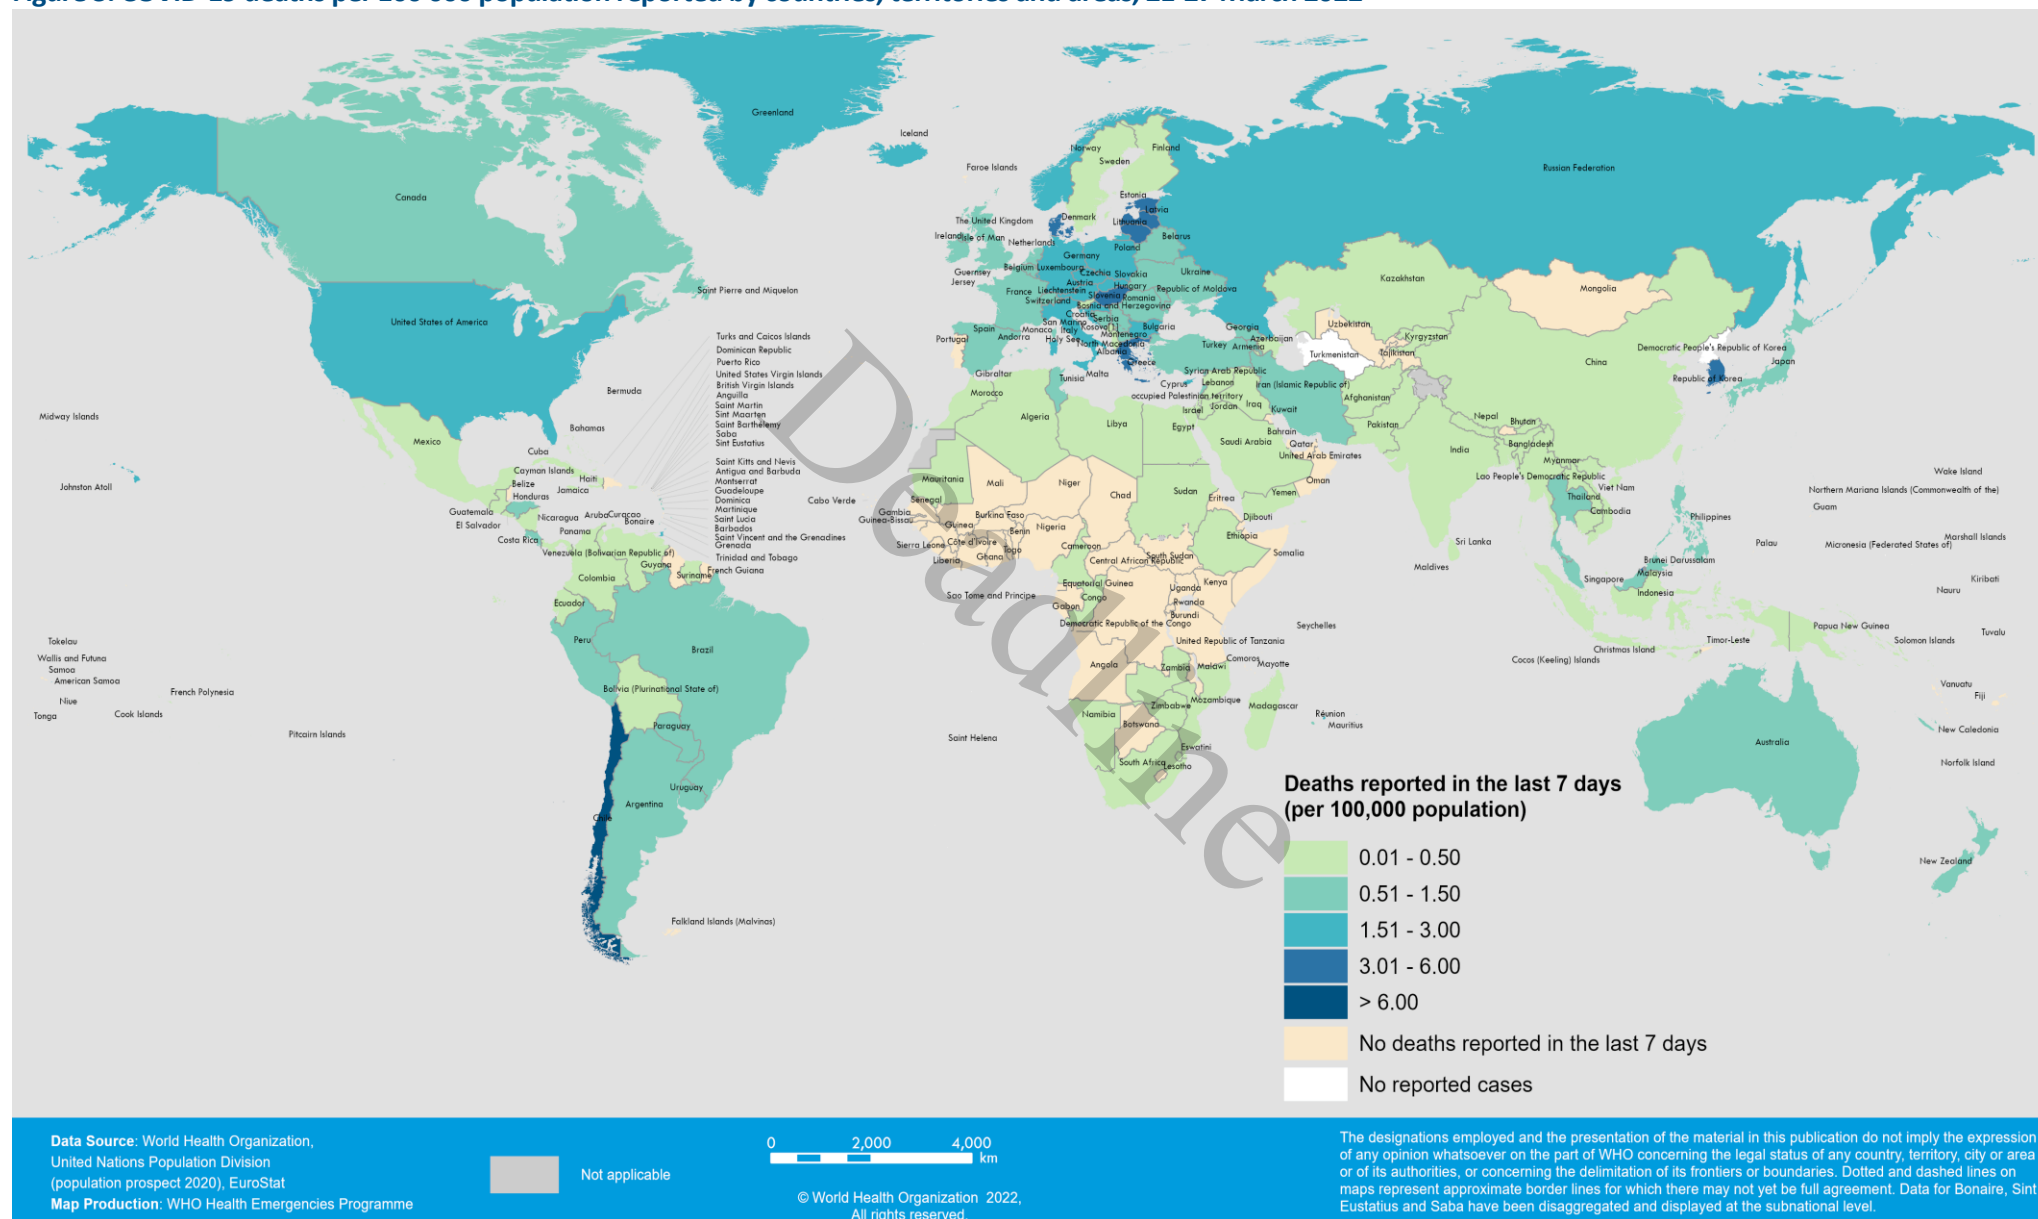 Greenland
Iceland
Faroe Islands
Norway
Sweden
Finland
Russian Federation
Canada
Estonia
Latvia
Lithuania
Denmark
The United Kingdom
Ireland
Isle of Man
Netherlands
Poland
Belarus
Germany
Belgium
Luxembourg
Czechia
Slovakia
Ukraine
Guernsey
Jersey
France
Liechtenstein
Austria
Hungary
Republic of Moldova
Switzerland
Slovenia
Romania
Bosnia and Herzegovina
Croatia
Serbia
San Marino
Monaco
Italy
Kosovo[1]
Bulgaria
Montenegro
Holy See
North Macedonia
Albania
Greece
Spain
Andorra
Portugal
Gibraltar
Malta
Tunisia
Georgia
Azerbaijan
Armenia
Turkey
Kazakhstan
Mongolia
Uzbekistan
Kyrgyzstan
Turkmenistan
Tajikistan
China
Democratic People's Republic of Korea
Republic of Korea
Japan
Saint Pierre and Miquelon
United States of America
Turks and Caicos Islands
Dominican Republic
Puerto Rico
United States Virgin Islands
British Virgin Islands
Anguilla
Saint Martin
Sint Maarten
Saint Barthélemy
Saba
Sint Eustatius
Saint Kitts and Nevis
Antigua and Barbuda
Montserrat
Guadeloupe
Dominica
Martinique
Saint Lucia
Barbados
Saint Vincent and the Grenadines
Grenada
Trinidad and Tobago
French Guiana
Bermuda
Bahamas
Midway Islands
Johnston Atoll
Mexico
Cuba
Cayman Islands
Belize
Haiti
Jamaica
Honduras
Guatemala
El Salvador
Nicaragua
Aruba
Curaçao
Bonaire
Panama
Costa Rica
Venezuela (Bolivarian Republic of)
Guyana
Suriname
Colombia
Ecuador
Peru
Brazil
Bolivia (Plurinational State of)
Paraguay
Uruguay
Argentina
Chile
Falkland Islands (Malvinas)
Morocco
Algeria
Libya
Egypt
Cyprus
Syrian Arab Republic
Lebanon
occupied Palestinian territory
Israel
Jordan
Iraq
Iran (Islamic Republic of)
Kuwait
Afghanistan
Bahrain
Qatar
Saudi Arabia
United Arab Emirates
Oman
Yemen
Pakistan
Nepal
Bhutan
India
Bangladesh
Myanmar
Lao People's Democratic Republic
Viet Nam
Thailand
Cambodia
Philippines
Sri Lanka
Maldives
Brunei Darussalam
Malaysia
Singapore
Indonesia
Mauritania
Mali
Niger
Chad
Sudan
Eritrea
Cabo Verde
Senegal
Gambia
Guinea-Bissau
Guinea
Burkina Faso
Benin
Nigeria
Djibouti
Ethiopia
Somalia
Sierra Leone
Côte d'Ivoire
Liberia
Ghana
Togo
Cameroon
Central African Republic
South Sudan
Equatorial Guinea
Sao Tome and Principe
Gabon
Congo
Uganda
Kenya
Rwanda
Burundi
Democratic Republic of the Congo
United Republic of Tanzania
Seychelles
Angola
Zambia
Malawi
Comoros
Mayotte
Mozambique
Zimbabwe
Madagascar
Namibia
Botswana
Eswatini
South Africa
Lesotho
Réunion
Mauritius
Saint Helena
Tokelau
Wallis and Futuna
Samoa
American Samoa
Niue
Tonga
Cook Islands
French Polynesia
Pitcairn Islands
Wake Island
Northern Mariana Islands (Commonwealth of the)
Guam
Palau
Micronesia (Federated States of)
Marshall Islands
Kiribati
Nauru
Papua New Guinea
Solomon Islands
Tuvalu
Timor-Leste
Christmas Island
Cocos (Keeling) Islands
Vanuatu
Fiji
New Caledonia
Norfolk Island
Australia
New Zealand
Deadline
Deaths reported in the last 7 days
(per 100,000 population)
0.01 - 0.50
0.51 - 1.50
1.51 - 3.00
3.01 - 6.00
> 6.00
No deaths reported in the last 7 days
No reported cases
Data Source: World Health Organization,
United Nations Population Division
(population prospect 2020), EuroStat
Map Production: WHO Health Emergencies Programme
Not applicable
0 2,000 4,000
km
© World Health Organization 2022,
All rights reserved.
The designations employed and the presentation of the material in this publication do not imply the expression
of any opinion whatsoever on the part of WHO concerning the legal status of any country, territory, city or area
or of its authorities, or concerning the delimitation of its frontiers or boundaries. Dotted and dashed lines on
maps represent approximate border lines for which there may not yet be full agreement. Data for Bonaire, Sint
Eustatius and Saba have been disaggregated and displayed at the subnational level.